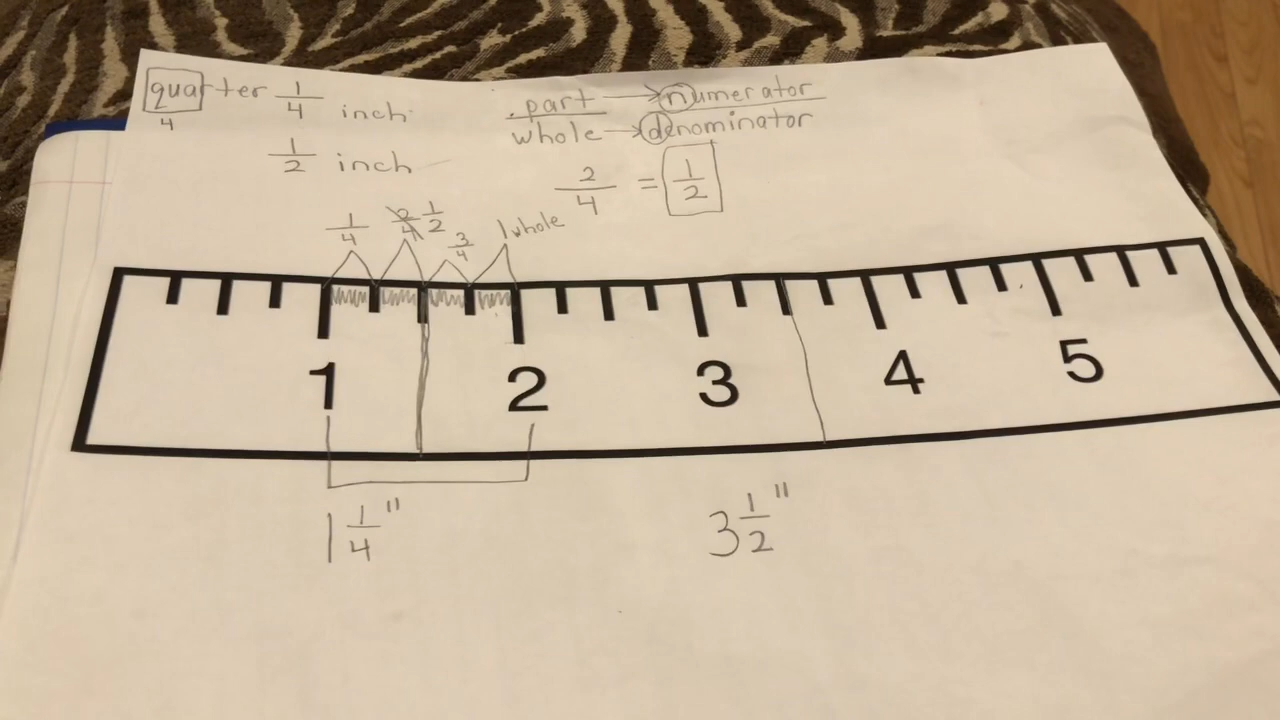 quarter 1/4 inch
4
1/2 inch
part → numerator
whole → denominator
2/4 = 1/2
1/4 2/4 1/2 3/4 1 whole
1 2 3 4 5
1 1/4" 3 1/2"